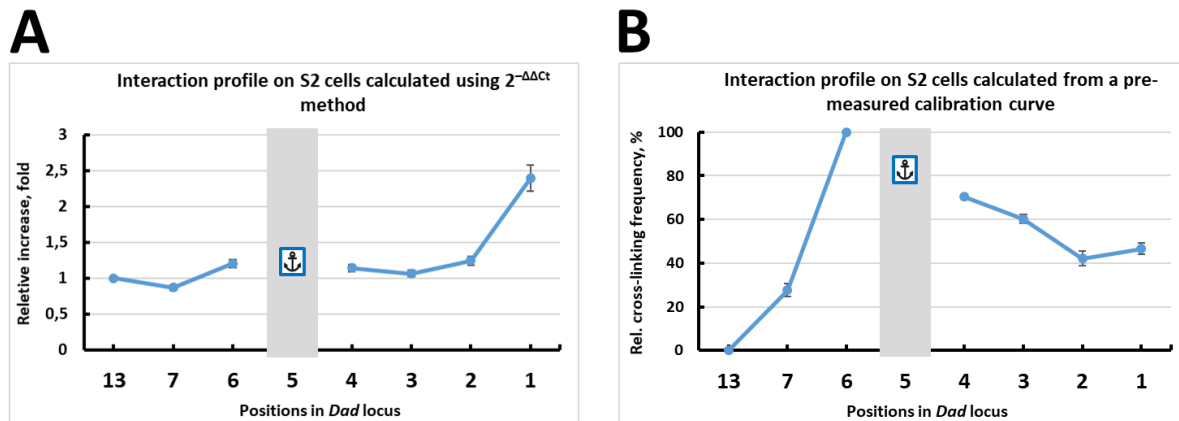 A
Interaction profile on S2 cells calculated using 2^–ΔΔCt
method
Reletive increase, fold
3
2,5
2
1,5
1
0,5
0
13 7 6 5 4 3 2 1
Positions in Dad locus
B
Interaction profile on S2 cells calculated from a pre-
measured calibration curve
Rel. cross-linking frequency, %
100
80
60
40
20
0
13 7 6 5 4 3 2 1
Positions in Dad locus